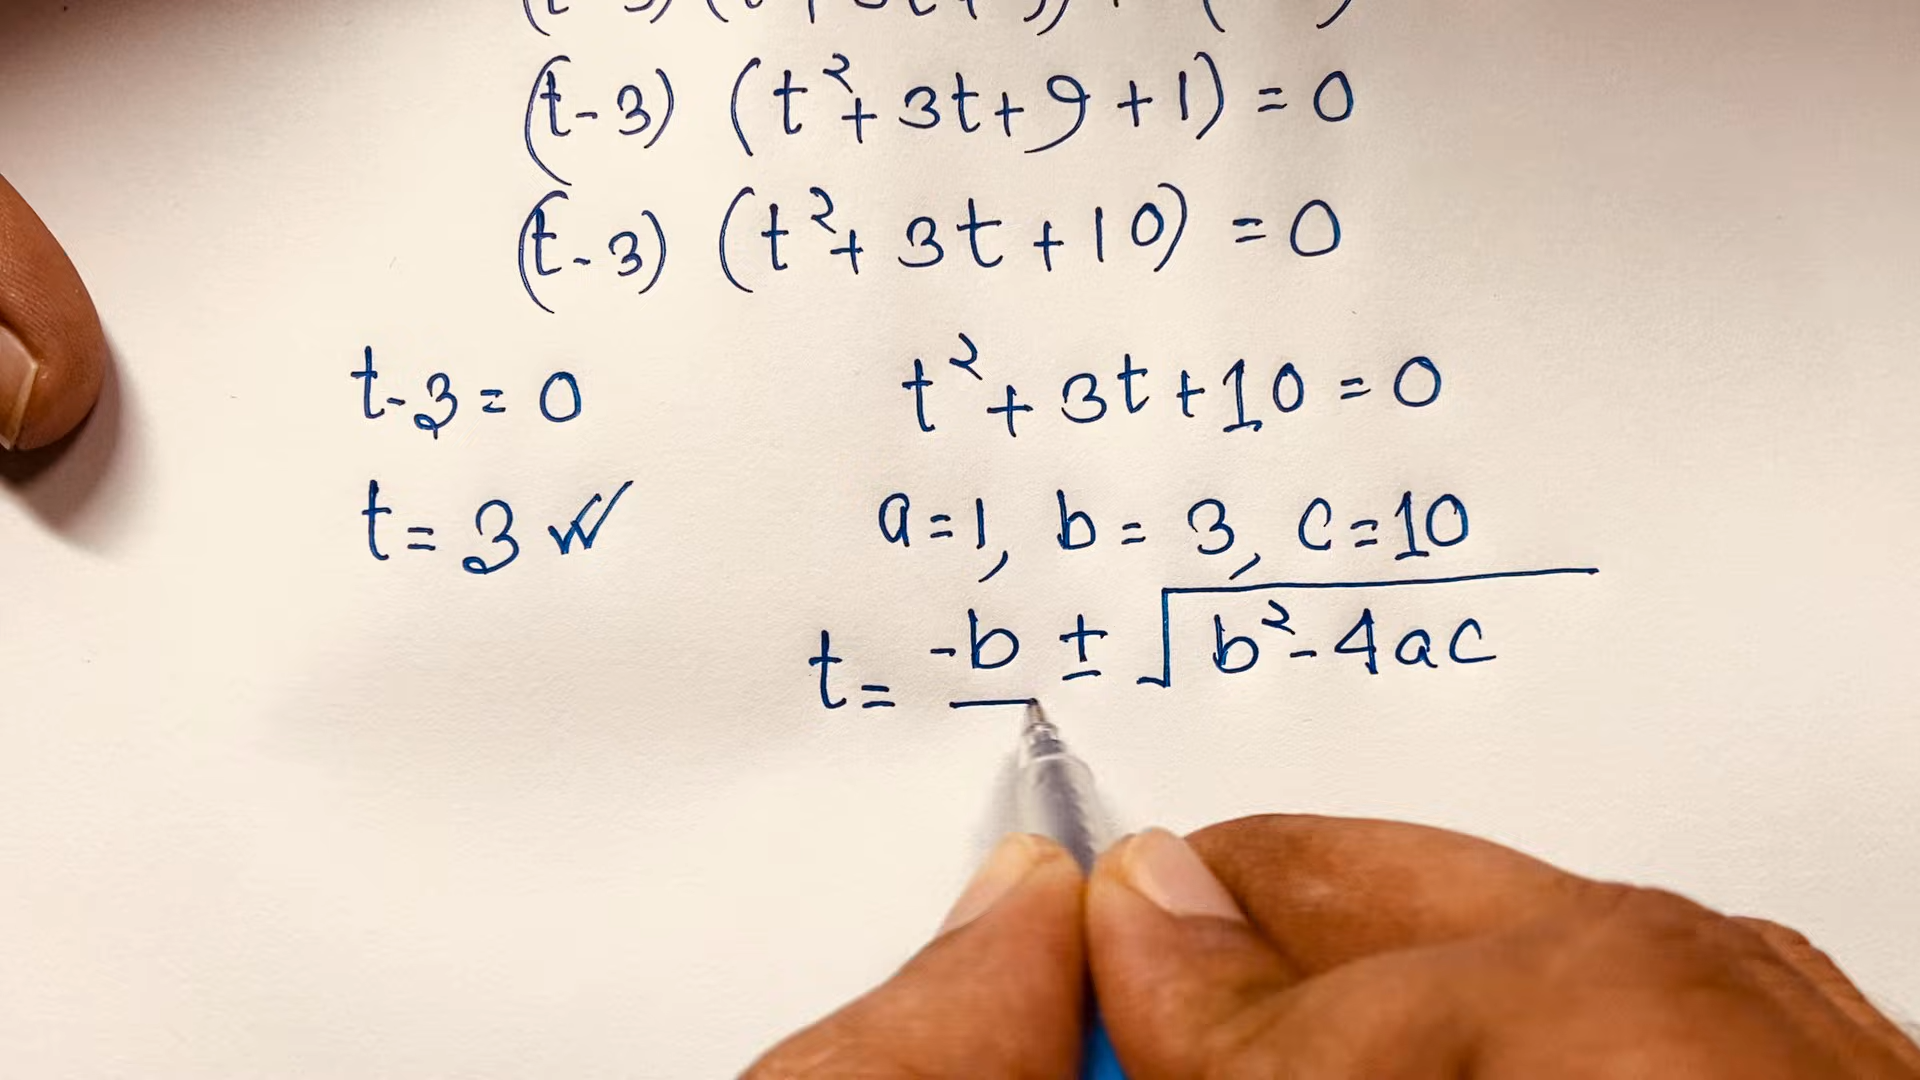 (t-3) (t²+3t+9+1)=0
(t-3) (t²+3t+10)=0
t-3=0
t²+3t+10=0
t=3
a=1, b=3, c=10
t= -b ± √b²-4ac